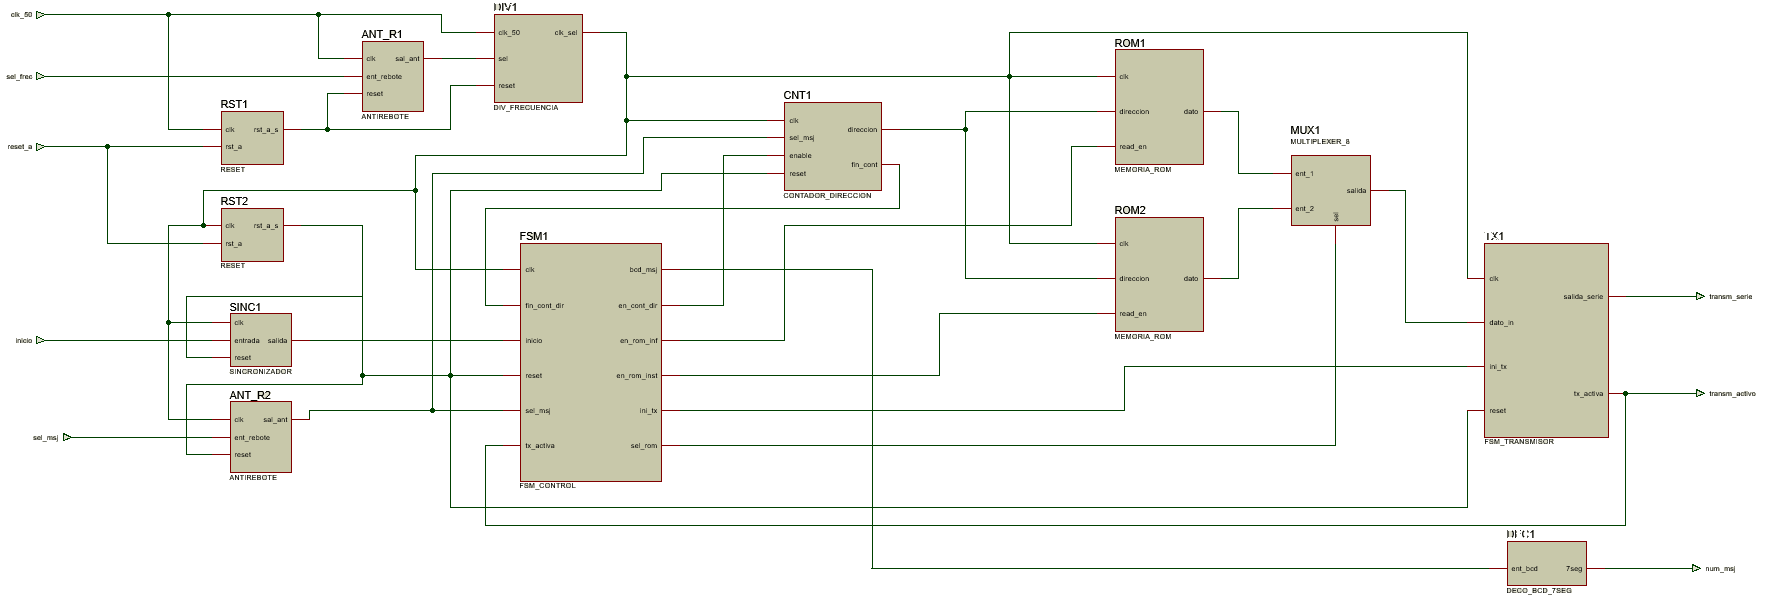 clk_50
sel_frec
reset_a
inicio
sel_msj
RST1
clk rst_a_s
rst_a
RESET
RST2
clk rst_a_s
rst_a
RESET
SINC1
clk
entrada salida
reset
SINCRONIZADOR
ANT_R2
clk sal_ant
ent_rebote
reset
ANTIREBOTE
ANT_R1
clk sal_ant
ent_rebote
reset
ANTIREBOTE
DIV1
clk_50 clk_sel
sel
reset
DIV_FRECUENCIA
FSM1
clk bcd_msj
fin_cont_dir en_cont_dir
inicio en_rom_inf
reset en_rom_inst
sel_msj ini_tx
tx_activa sel_rom
FSM_CONTROL
CNT1
clk
sel_msj direccion
enable
reset fin_cont
CONTADOR_DIRECCION
ROM1
clk
direccion dato
read_en
MEMORIA_ROM
ROM2
clk
direccion dato
read_en
MEMORIA_ROM
MUX1
MULTIPLEXER_8
ent_1
salida
ent_2
sel
TX1
clk
salida_serie
dato_in
ini_tx
tx_activa
reset
FSM_TRANSMISOR
DEC1
ent_bcd 7seg
DECO_BCD_7SEG
transm_serie
transm_activo
num_msj